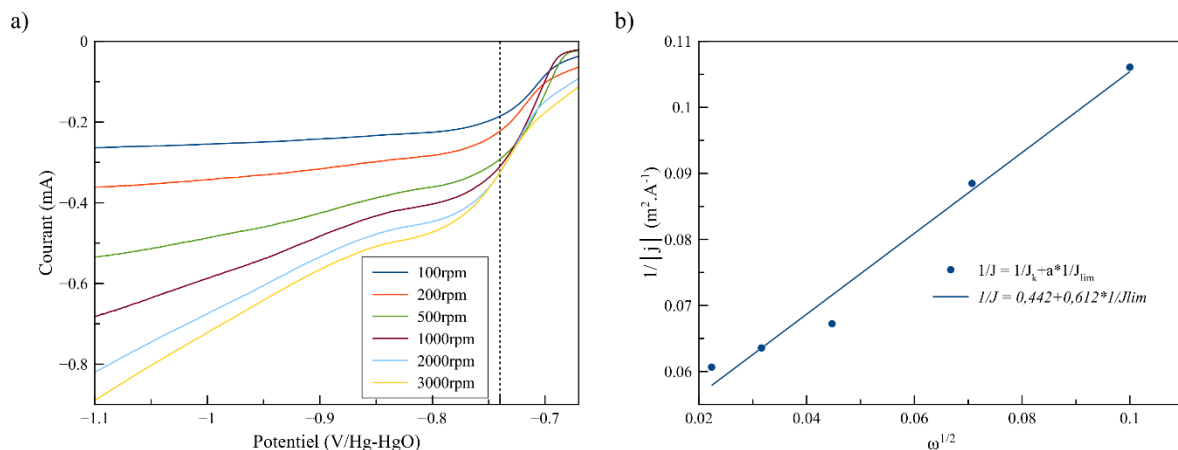 a)
0
−0.2
−0.4
−0.6
−0.8
Courant (mA)
100rpm
200rpm
500rpm
1000rpm
2000rpm
3000rpm
−1.1
−1
−0.9
−0.8
−0.7
Potentiel (V/Hg-HgO)
b)
0.11
0.1
0.09
0.08
0.07
0.06
1/|j| (m².A⁻¹)
1/J = 1/Jₖ+a*1/Jlim
1/J = 0,442+0,612*1/Jlim
0.02
0.04
0.06
0.08
0.1
ω¹/²